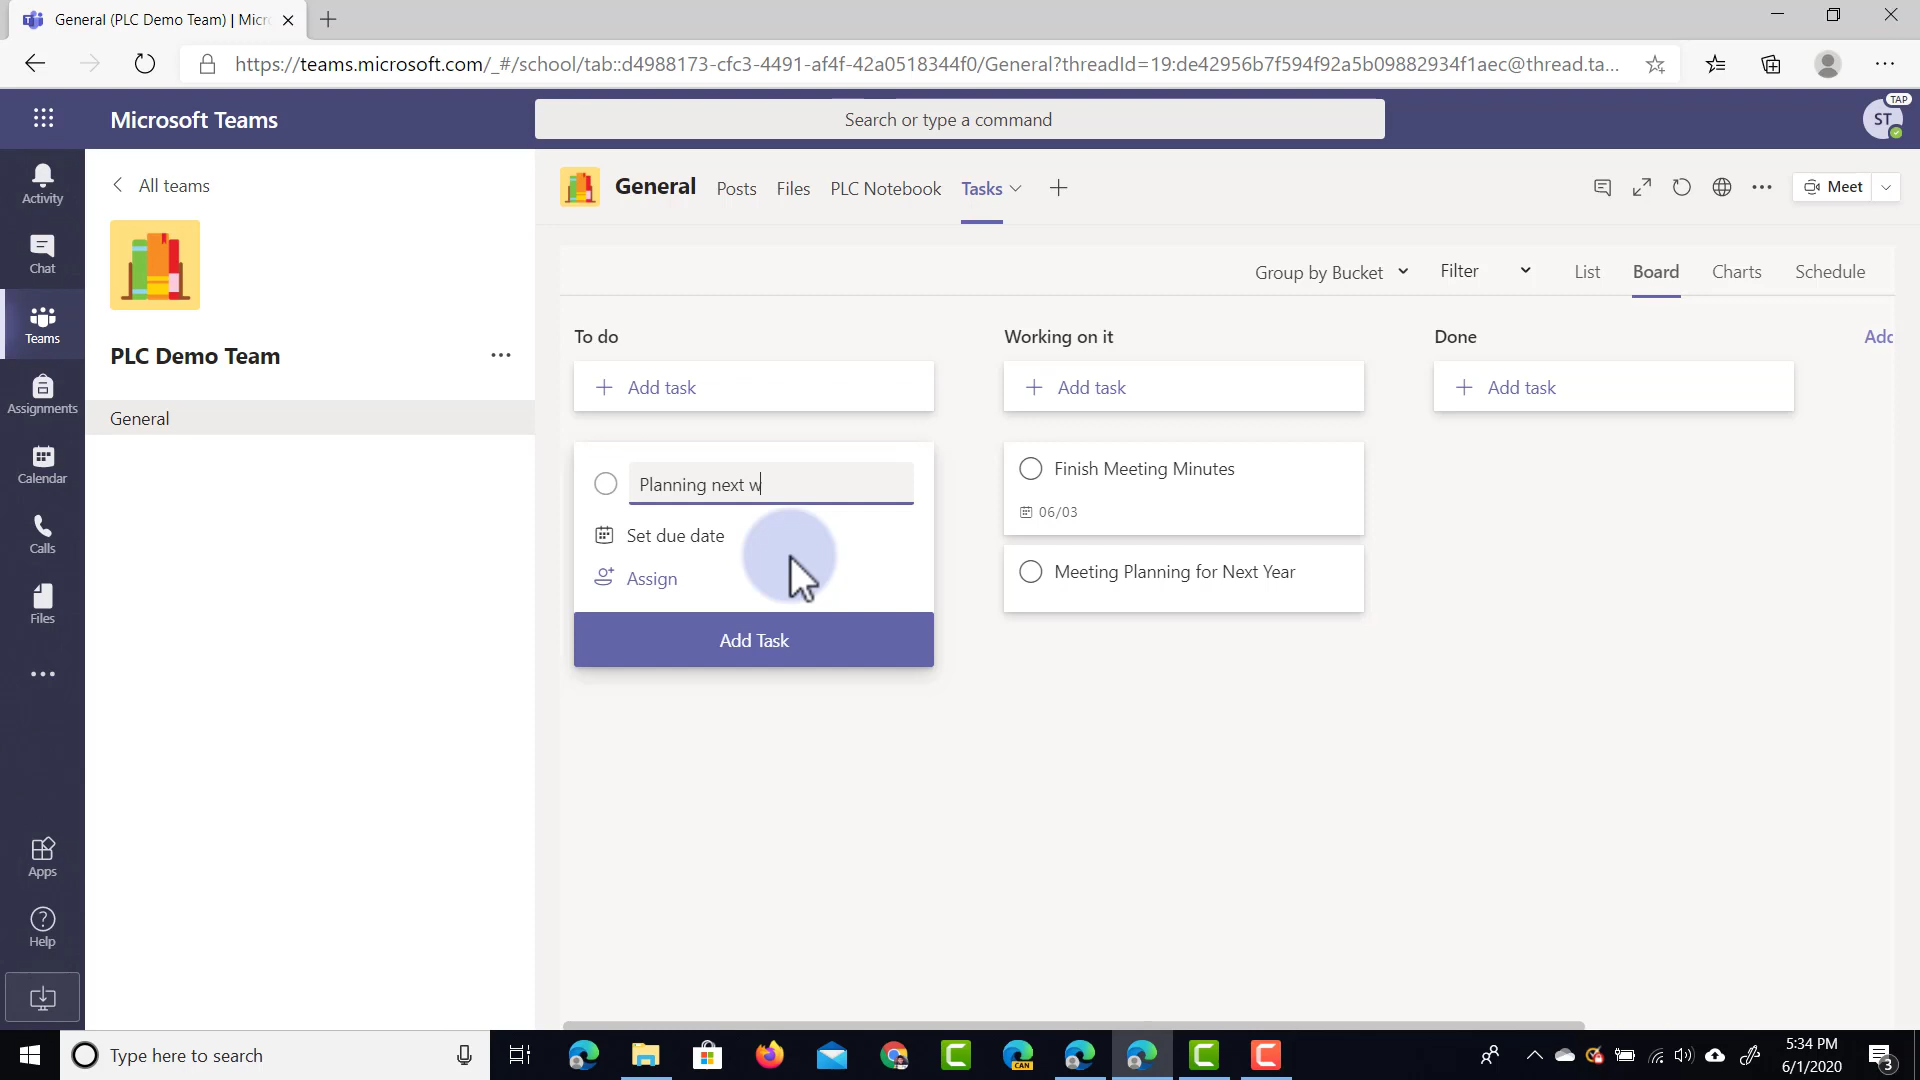 General (PLC Demo Team) | Micr
https://teams.microsoft.com/_#/school/tab::d4988173-cfc3-4491-af4f-42a0518344f0/General?threadId=19:de42956b7f594f92a5b09882934f1aec@thread.ta...
Microsoft Teams
Search or type a command
TAP
ST
Activity
Chat
Teams
Assignments
Calendar
Calls
Files
Apps
Help
All teams
PLC Demo Team
General
General
Posts
Files
PLC Notebook
Tasks
Meet
Group by Bucket
Filter
List
Board
Charts
Schedule
To do
Add task
Planning next w
Set due date
Assign
Add Task
Working on it
Add task
Finish Meeting Minutes
06/03
Meeting Planning for Next Year
Done
Add task
Add
Type here to search
CAN
5:34 PM
6/1/2020
3